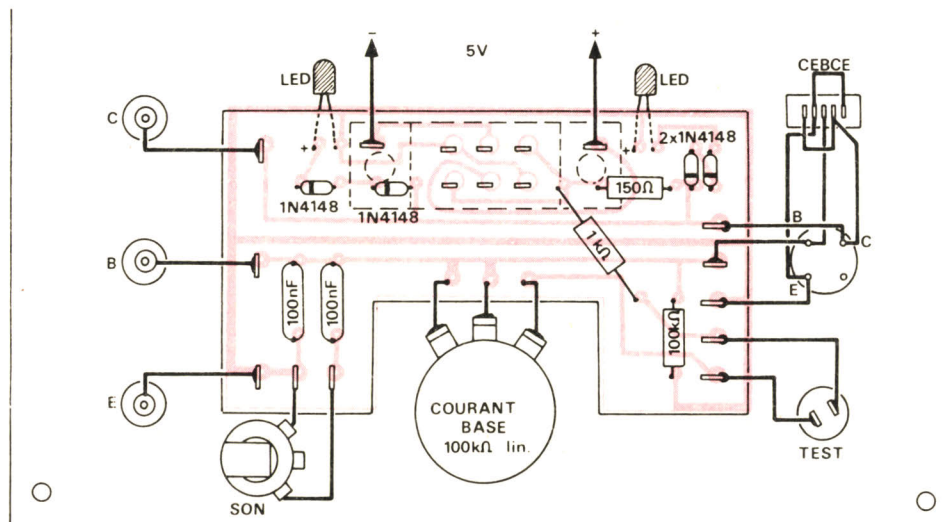 −
5V
+
LED
LED
CEBCE
C
+
+
2x1N4148
1N4148
1N4148
150Ω
B
C
1kΩ
B
100nF
100nF
E
100kΩ
E
COURANT
BASE
100kΩ lin.
TEST
SON